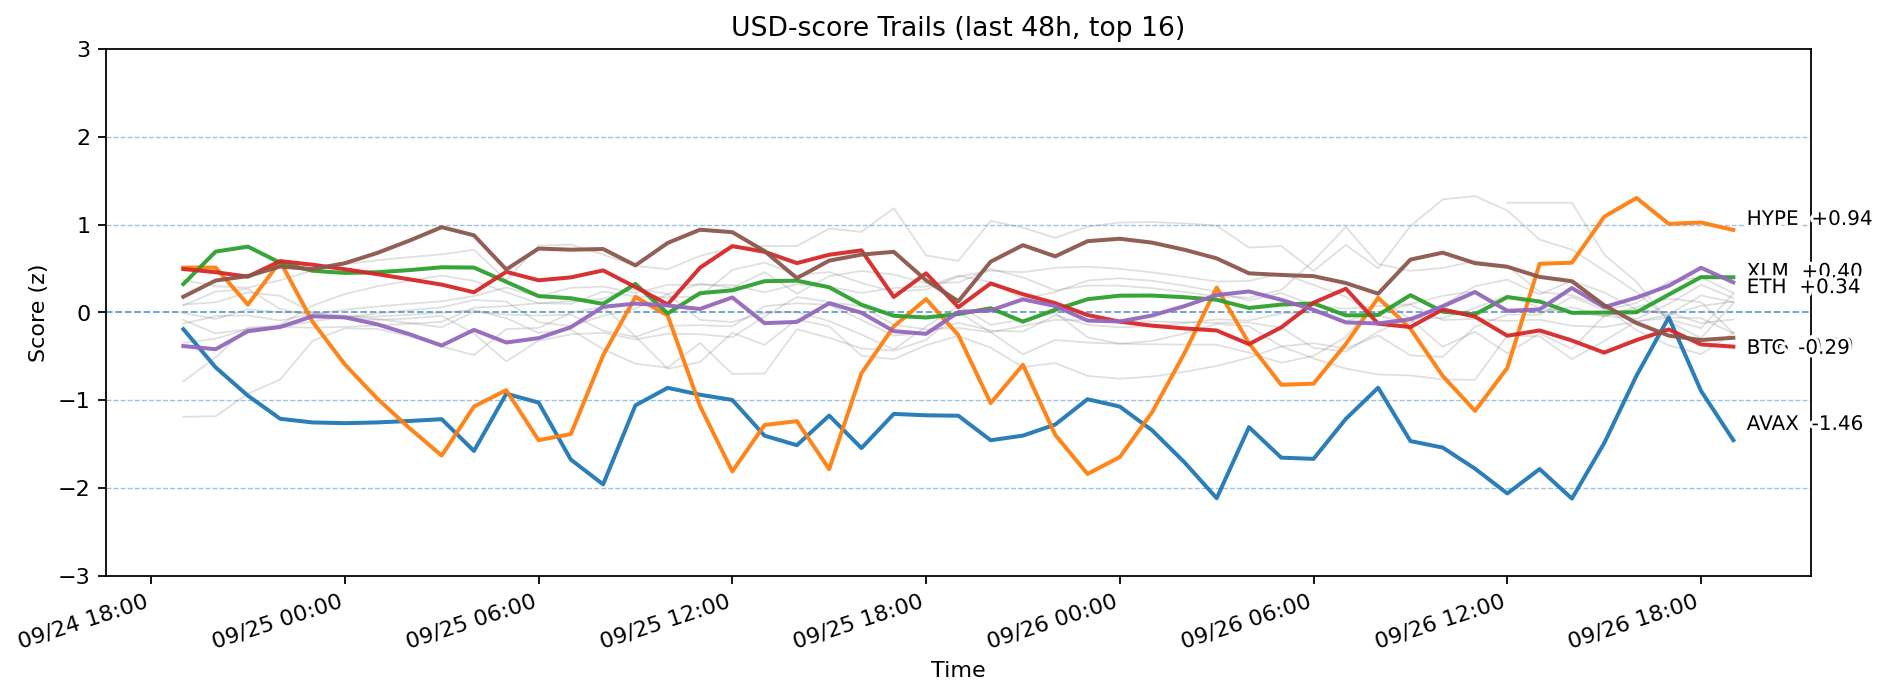 USD-score Trails (last 48h, top 16)
3
2
1
0
−1
−2
−3
Score (z)
HYPE +0.94
XLM +0.40
ETH +0.34
BTC -0.29
AVAX -1.46
09/24 18:00
09/25 00:00
09/25 06:00
09/25 12:00
09/25 18:00
09/26 00:00
09/26 06:00
09/26 12:00
09/26 18:00
Time